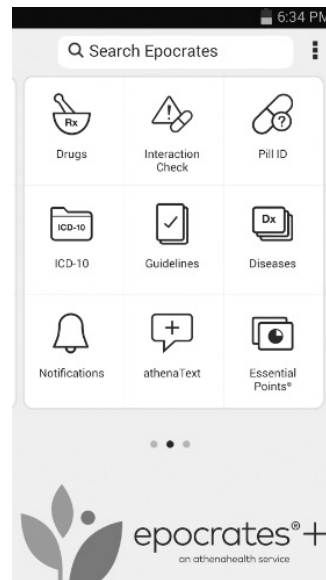 6:34 PM
Search Epocrates
Rx
Drugs
Interaction
Check
?
Pill ID
ICD-10
ICD-10
Guidelines
Dx
Diseases
Notifications
athenaText
Essential
Points®
epocrates®+
an athenahealth service